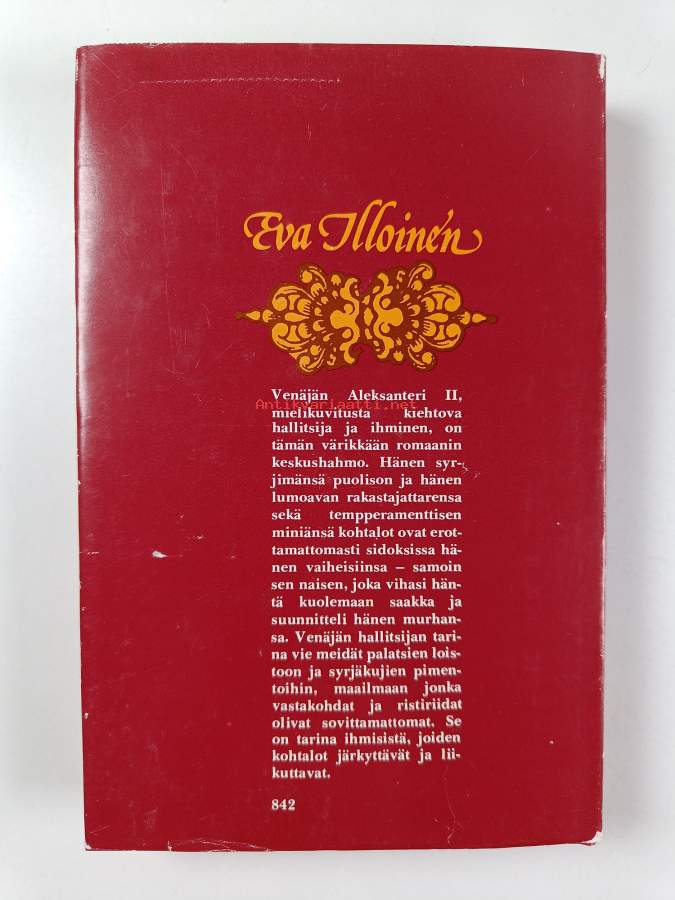 Eva Illoinen
Venäjän Aleksanteri II,
Antikvariaatti.net
mielikuvitusta kiehtova
hallitsija ja ihminen, on
tämän värikkään romaanin
keskushahmo. Hänen syr-
jimänsä puolison ja hänen
lumoavan rakastajattarensa
sekä tempperamenttisen
miniänsä kohtalot ovat erot-
tamattomasti sidoksissa hä-
nen vaiheisiinsa – samoin
sen naisen, joka vihasi hän-
tä kuolemaan saakka ja
suunnitteli hänen murhan-
sa. Venäjän hallitsijan tari-
na vie meidät palatsien lois-
toon ja syrjäkujien pimen-
toihin, maailmaan jonka
vastakohdat ja ristiriidat
olivat sovittamattomat. Se
on tarina ihmisistä, joiden
kohtalot järkyttävät ja lii-
kuttavat.
842